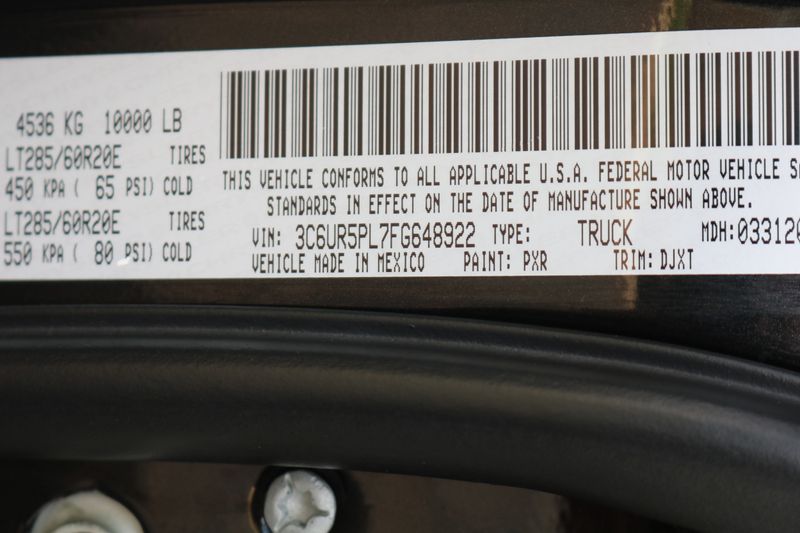 4536 KG 10000 LB
LT285/60R20E TIRES
450 KPA ( 65 PSI) COLD
LT285/60R20E TIRES
550 KPA ( 80 PSI) COLD
THIS VEHICLE CONFORMS TO ALL APPLICABLE U.S.A. FEDERAL MOTOR VEHICLE SA
STANDARDS IN EFFECT ON THE DATE OF MANUFACTURE SHOWN ABOVE.
VIN: 3C6UR5PL7FG648922 TYPE: TRUCK MDH: 033120
VEHICLE MADE IN MEXICO PAINT: PXR TRIM: DJXT